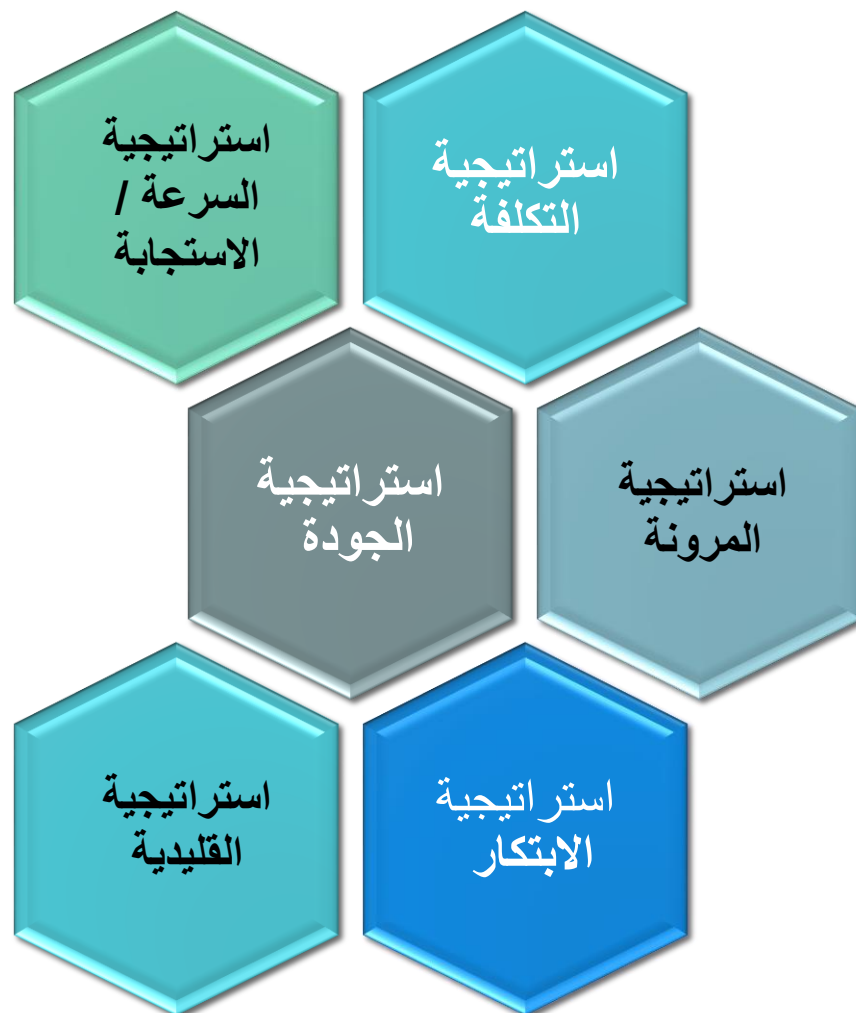 استراتيجية
التكلفة
استراتيجية
السرعة /
الاستجابة
استراتيجية
المرونة
استراتيجية
الجودة
استراتيجية
الابتكار
استراتيجية
القليدية